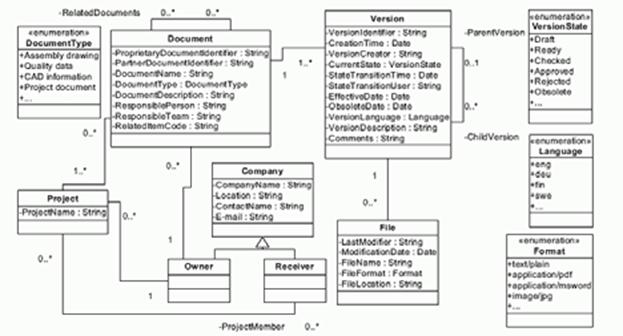 -RelatedDocuments 0..* 0..*
«enumeration»
DocumentType
+Assembly drawing
+Quality data
+CAD information
+Project document
+...
Document
-ProprietaryDocumentIdentifier : String
-PartnerDocumentIdentifier : String
-DocumentName : String
-DocumentType : DocumentType
-DocumentDescription : String
-ResponsiblePerson : String
-ResponsibleTeam : String
-RelatedItemCode : String
1 1..*
Version
-VersionIdentifier : String
-CreationTime : Date
-VersionCreator : String
-CurrentState : VersionState
-StateTransitionTime : Date
-StateTransitionUser : String
-EffectiveDate : Date
-ObsoleteDate : Date
-VersionLanguage : Language
-VersionDescription : String
-Comments : String
-ParentVersion
0..1
0..*
-ChildVersion
«enumeration»
VersionState
+Draft
+Ready
+Checked
+Approved
+Rejected
+Obsolete
+...
«enumeration»
Language
+eng
+deu
+fin
+swe
+...
0..*
1..*
0..*
Project
-ProjectName : String
0..*
0..*
1
1
Company
-CompanyName : String
-Location : String
-ContactName : String
-E-mail : String
Owner
Receiver
-ProjectMember 0..*
1
0..*
File
-LastModifier : String
-ModificationDate : Date
-FileName : String
-FileFormat : Format
-FileLocation : String
«enumeration»
Format
+text/plain
+application/pdf
+application/msword
+image/jpg
+...